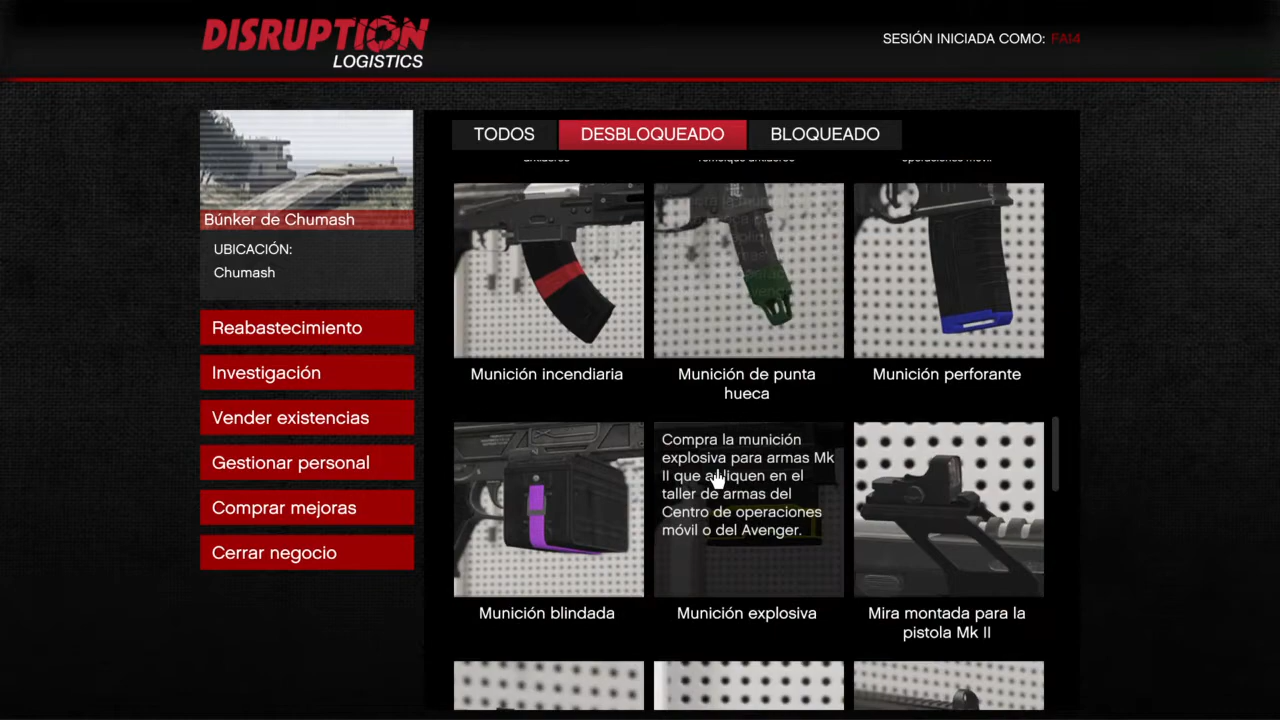 DISRUPTION
LOGISTICS
SESIÓN INICIADA COMO: FA14
Búnker de Chumash
UBICACIÓN:
Chumash
Reabastecimiento
Investigación
Vender existencias
Gestionar personal
Comprar mejoras
Cerrar negocio
TODOS
DESBLOQUEADO
BLOQUEADO
Munición incendiaria
Munición de punta
hueca
Munición perforante
Munición blindada
Compra la munición
explosiva para armas Mk
II que apliquen en el
taller de armas del
Centro de operaciones
móvil o del Avenger.
Munición explosiva
Mira montada para la
pistola Mk II